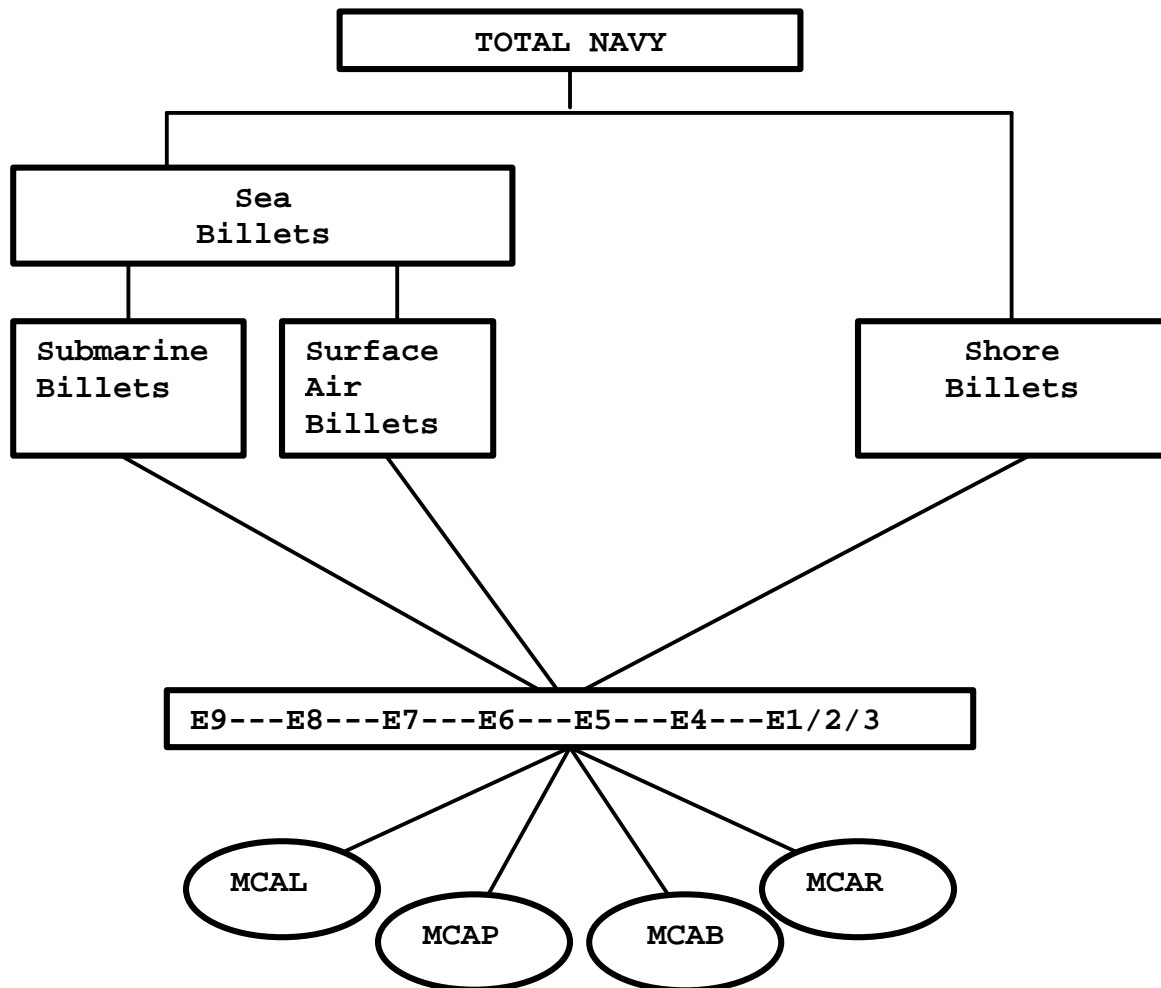 TOTAL NAVY
Sea
Billets
Submarine
Billets
Surface
Air
Billets
Shore
Billets
E9---E8---E7---E6---E5---E4---E1/2/3
MCAL
MCAP
MCAB
MCAR